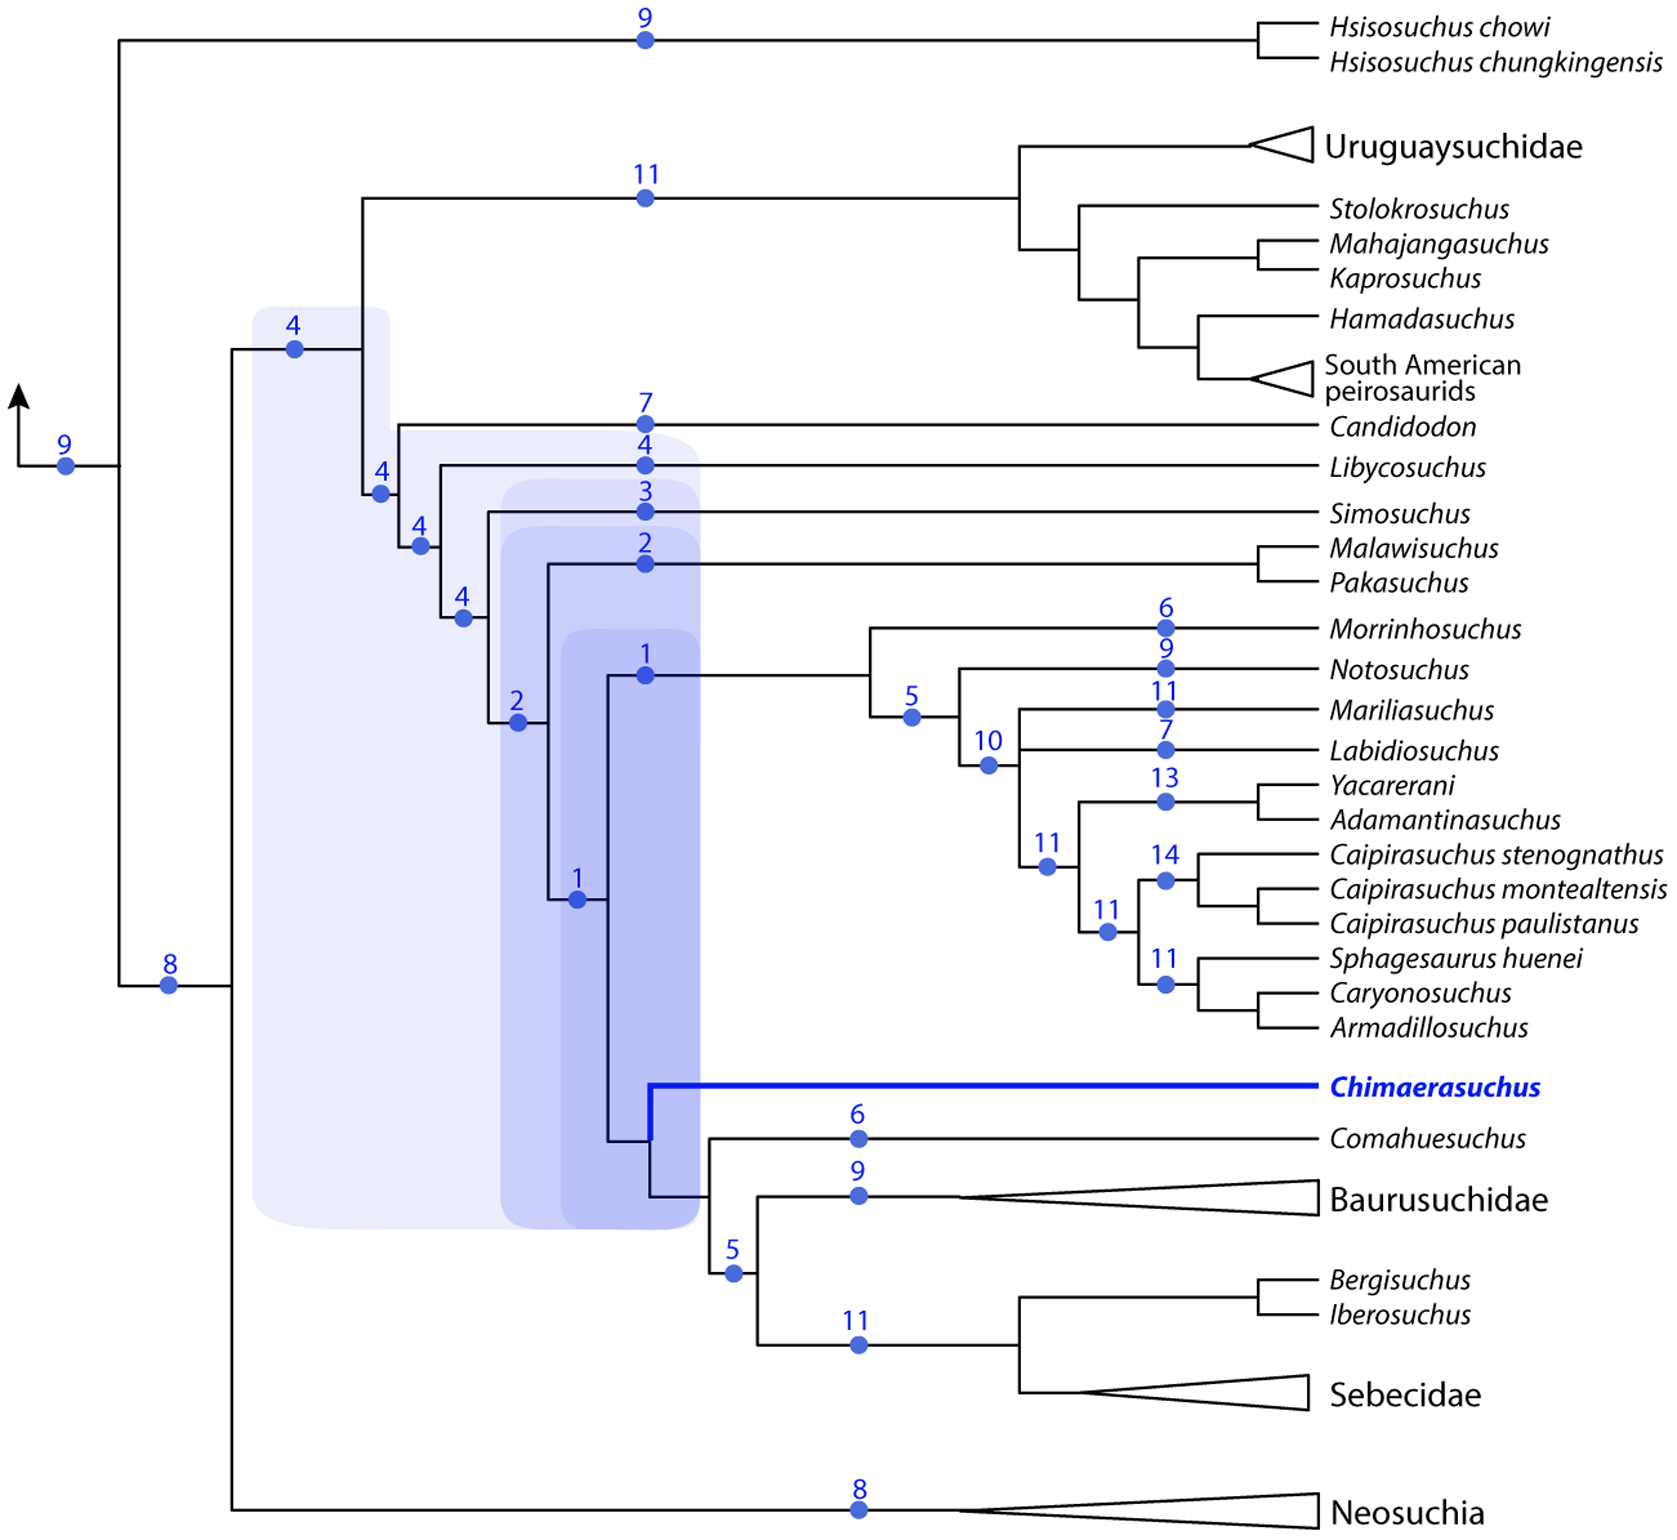 9
Hsisosuchus chowi
Hsisosuchus chungkingensis
Uruguaysuchidae
11
Stolokrosuchus
Mahajangasuchus
Kaprosuchus
Hamadasuchus
4
South American
peirosaurids
7
Candidodon
9
4
Libycosuchus
4
3
Simosuchus
4
2
Malawisuchus
Pakasuchus
4
6
Morrinhosuchus
1
9
Notosuchus
2
5
11
Mariliasuchus
10
7
Labidiosuchus
13
Yacarerani
Adamantinasuchus
11
14
Caipirasuchus stenognathus
1
Caipirasuchus montealtensis
11
Caipirasuchus paulistanus
8
11
Sphagesaurus huenei
Caryonosuchus
Armadillosuchus
Chimaerasuchus
6
Comahuesuchus
9
Baurusuchidae
5
Bergisuchus
11
Iberosuchus
Sebecidae
8
Neosuchia